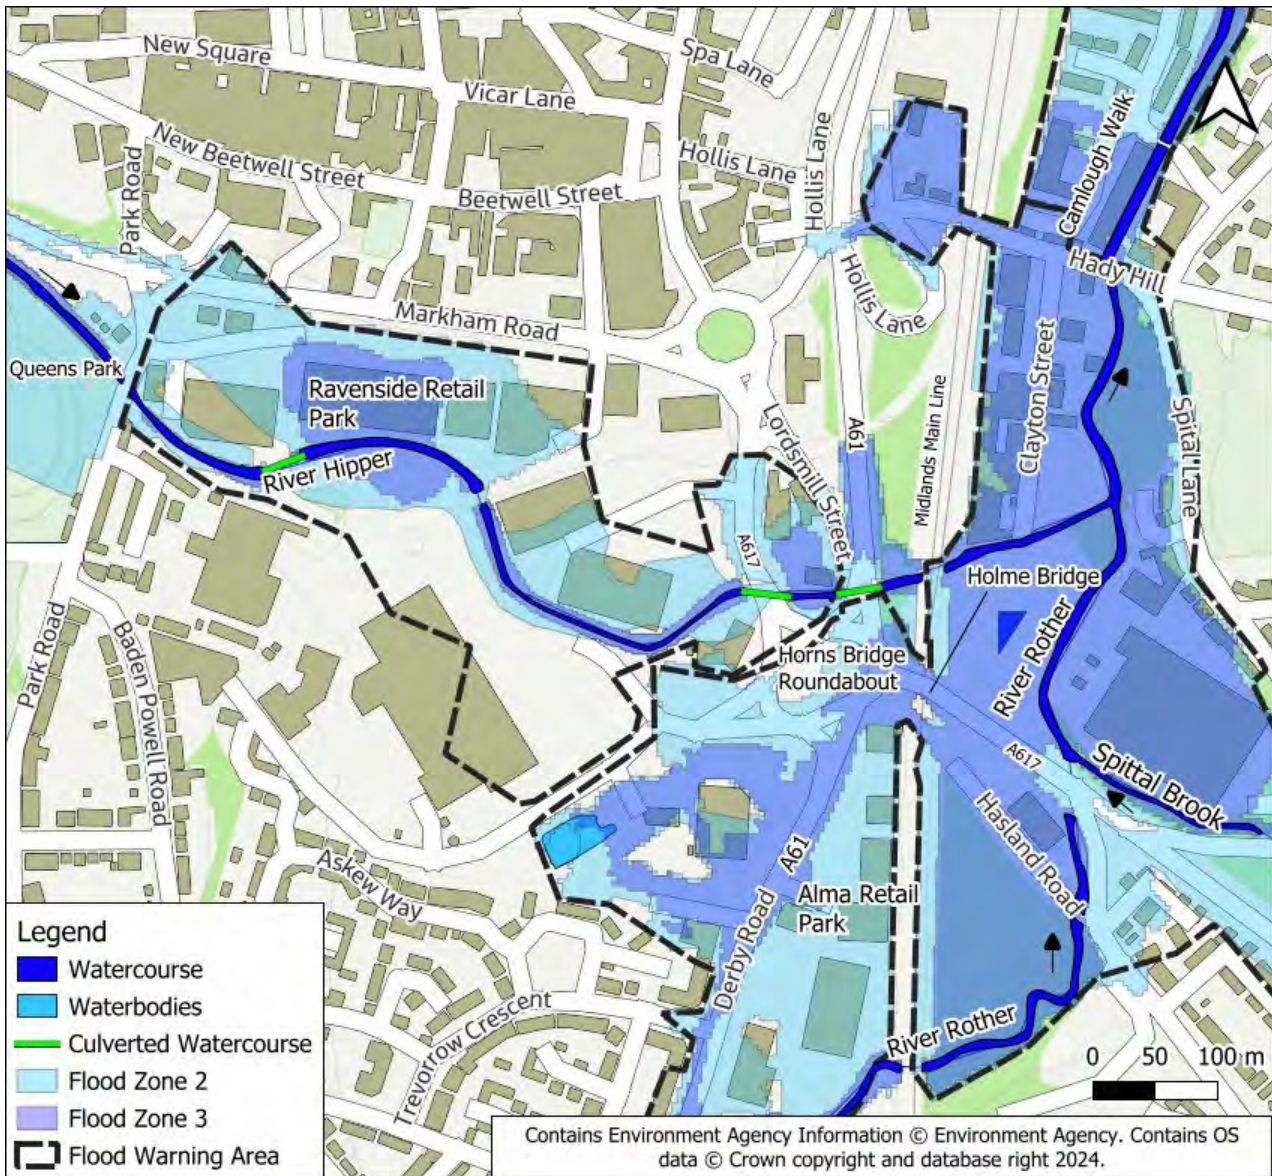 New Square
Spa Lane
Vicar Lane
Camlough Walk
Hollis Lane
Hollis Lane
New Beetwell Street
Beetwell Street
Park Road
Hady Hill
Hollis Lane
Markham Road
Queens Park
Ravenside Retail
Park
Clayton Street
Lordsmill Street
A61
Midlands Main Line
Spital Lane
River Hipper
A617
Holme Bridge
Park Road
Baden Powell Road
Horns Bridge
Roundabout
River Rother
A617
Spittal Brook
Hasland Road
A61
Askew Way
Alma Retail
Park
Derby Road
Trevorrow Crescent
River Rother
Legend
Watercourse
Waterbodies
Culverted Watercourse
Flood Zone 2
Flood Zone 3
Flood Warning Area
0 50 100 m
Contains Environment Agency Information © Environment Agency. Contains OS
data © Crown copyright and database right 2024.